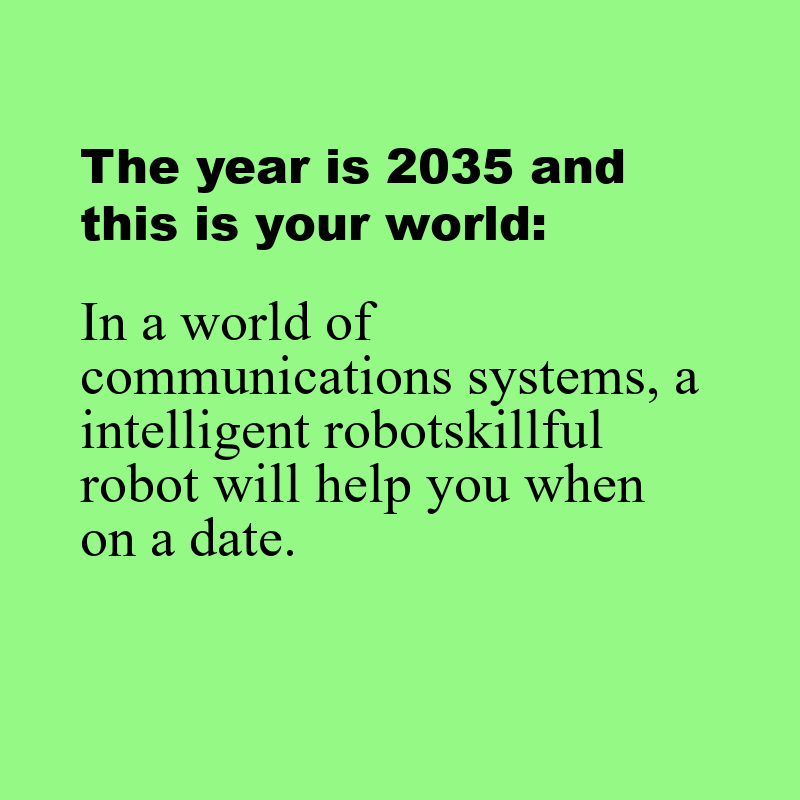 The year is 2035 and
this is your world:
In a world of
communications systems, a
intelligent robotskillful
robot will help you when
on a date.